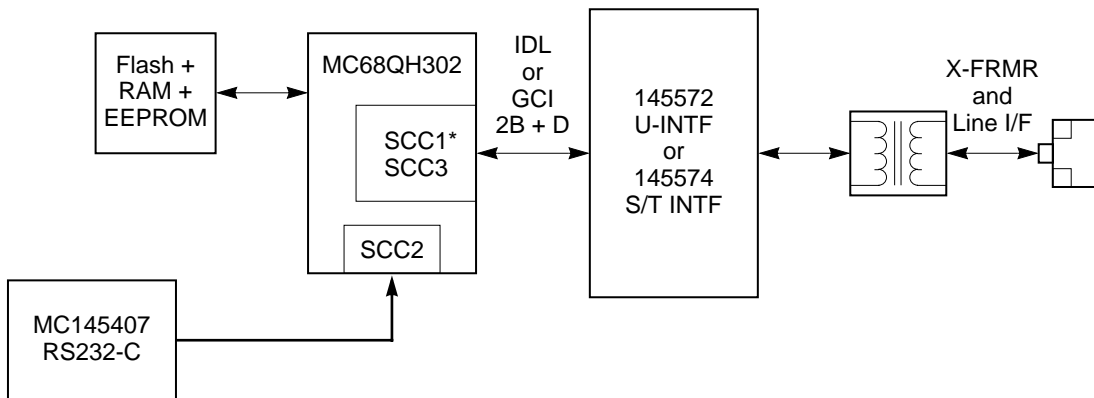 Flash +
RAM +
EEPROM
MC68QH302
SCC1*
SCC3
SCC2
IDL
or
GCI
2B + D
145572
U-INTF
or
145574
S/T INTF
X-FRMR
and
Line I/F
MC145407
RS232-C